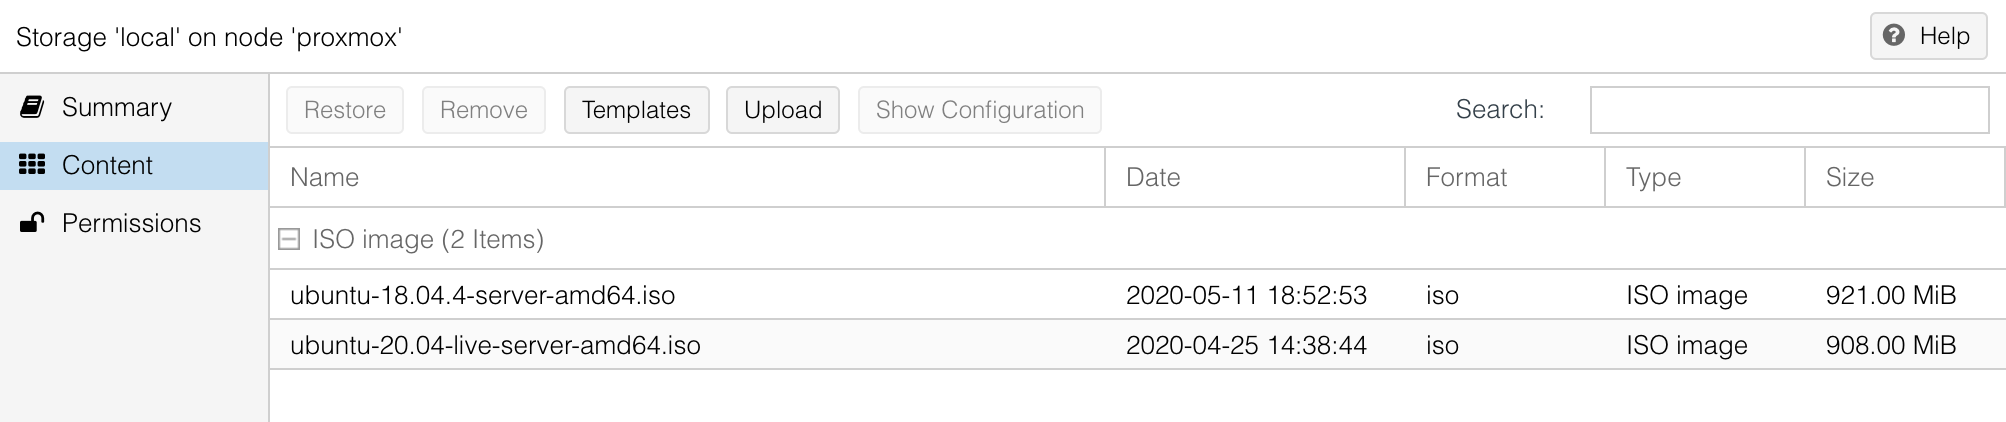 Storage 'local' on node 'proxmox'
Help
Summary
Content
Permissions
Restore Remove Templates Upload Show Configuration Search:
Name Date Format Type Size
ISO image (2 Items)
ubuntu-18.04.4-server-amd64.iso 2020-05-11 18:52:53 iso ISO image 921.00 MiB
ubuntu-20.04-live-server-amd64.iso 2020-04-25 14:38:44 iso ISO image 908.00 MiB